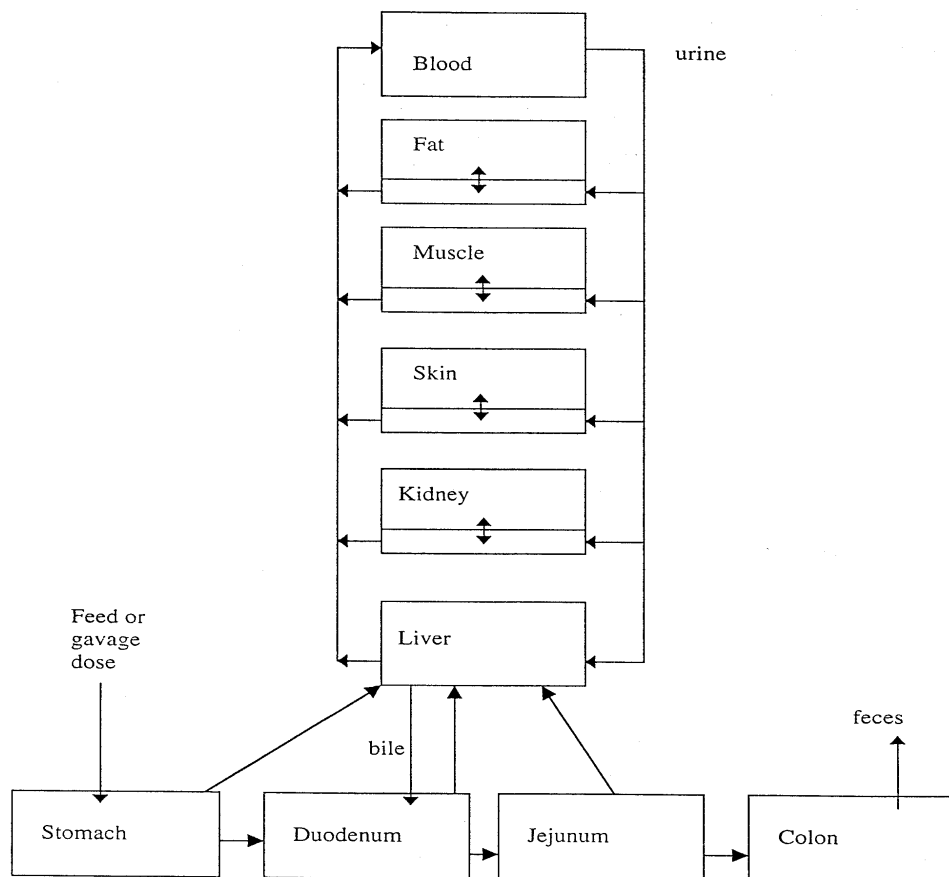 Blood
urine
Fat
Muscle
Skin
Kidney
Liver
Feed or
gavage
dose
bile
feces
Stomach
Duodenum
Jejunum
Colon